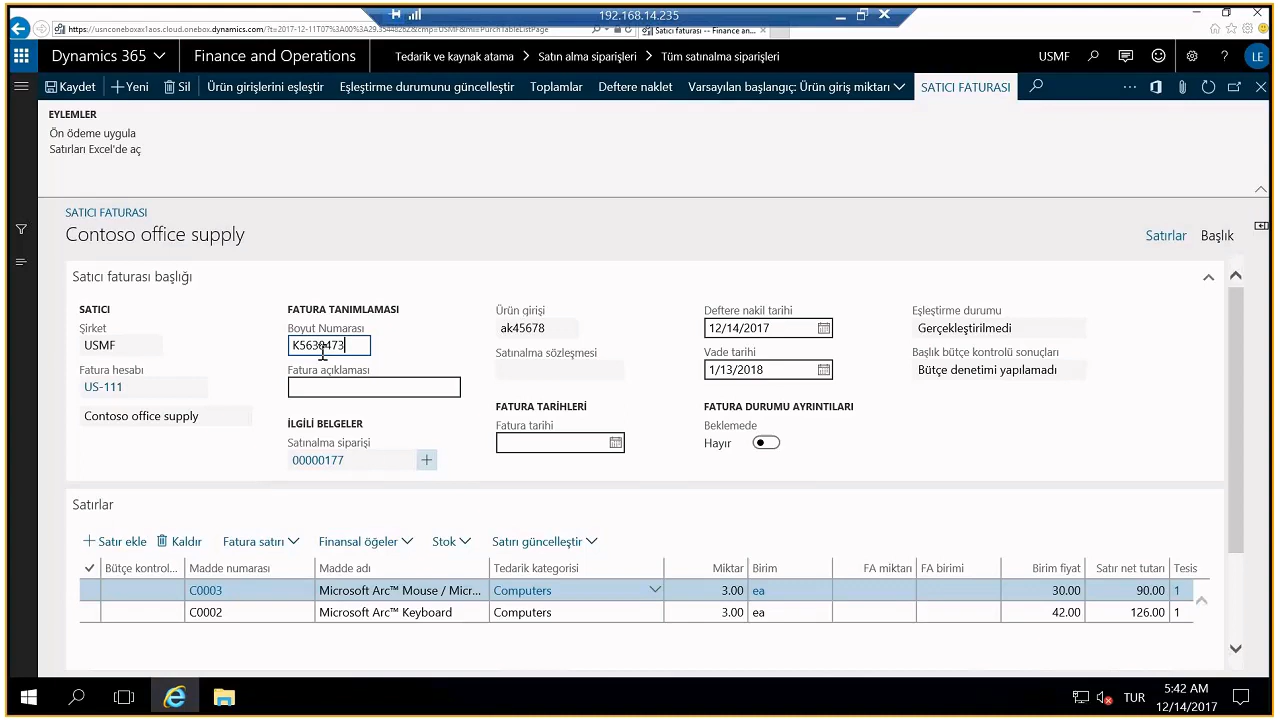 192.168.14.235
Satıcı faturası -- Finance an...
Dynamics 365
Finance and Operations
Tedarik ve kaynak atama > Satın alma siparişleri > Tüm satınalma siparişleri
USMF
?
LE
Kaydet
Yeni
Sil
Ürün girişlerini eşleştir
Eşleştirme durumunu güncelleştir
Toplamlar
Deftere naklet
Varsayılan başlangıç: Ürün giriş miktarı
SATICI FATURASI
EYLEMLER
Ön ödeme uygula
Satırları Excel'de aç
SATICI FATURASI
Contoso office supply
Satırlar
Başlık
Satıcı faturası başlığı
SATICI
Şirket
USMF
Fatura hesabı
US-111
Contoso office supply
FATURA TANIMLAMASI
Boyut Numarası
Fatura açıklaması
İLGİLİ BELGELER
Satınalma siparişi
00000177
Ürün girişi
ak45678
Satınalma sözleşmesi
FATURA TARİHLERİ
Fatura tarihi
Deftere nakil tarihi
12/14/2017
Vade tarihi
1/13/2018
FATURA DURUMU AYRINTILARI
Beklemede
Hayır
Eşleştirme durumu
Gerçekleştirilmedi
Başlık bütçe kontrolü sonuçları
Bütçe denetimi yapılamadı
Satırlar
Satır ekle
Kaldır
Fatura satırı
Finansal öğeler
Stok
Satırı güncelleştir
Bütçe kontrol... Madde numarası Madde adı Tedarik kategorisi Miktar Birim FA miktarı FA birimi Birim fiyat Satır net tutarı Tesis
C0003 Microsoft Arc™ Mouse / Micr... Computers 3.00 ea 30.00 90.00 1
C0002 Microsoft Arc™ Keyboard Computers 3.00 ea 42.00 126.00 1
TUR
5:42 AM
12/14/2017